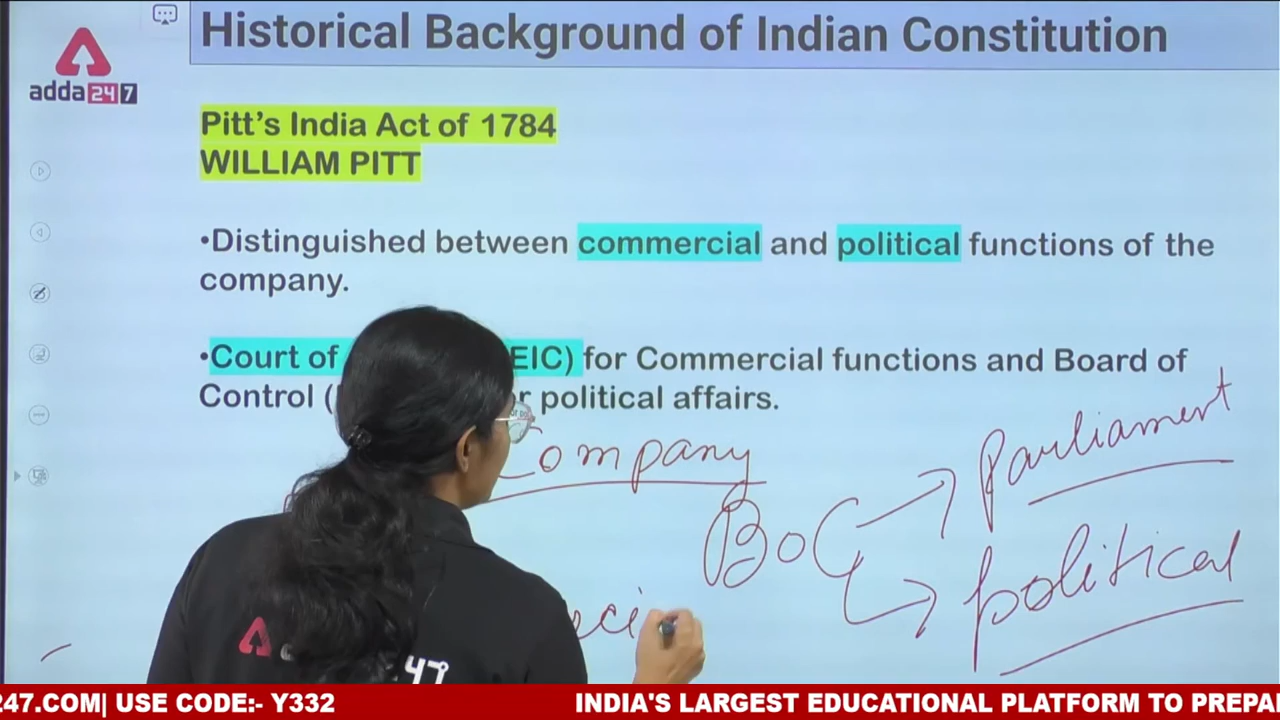 Historical Background of Indian Constitution
adda247
Pitt's India Act of 1784
WILLIAM PITT
•Distinguished between commercial and political functions of the
company.
•Court of EIC) for Commercial functions and Board of
Control ( political affairs.
Company
BoC
Parliament
political
247.COM| USE CODE:- Y332
INDIA'S LARGEST EDUCATIONAL PLATFORM TO PREPA